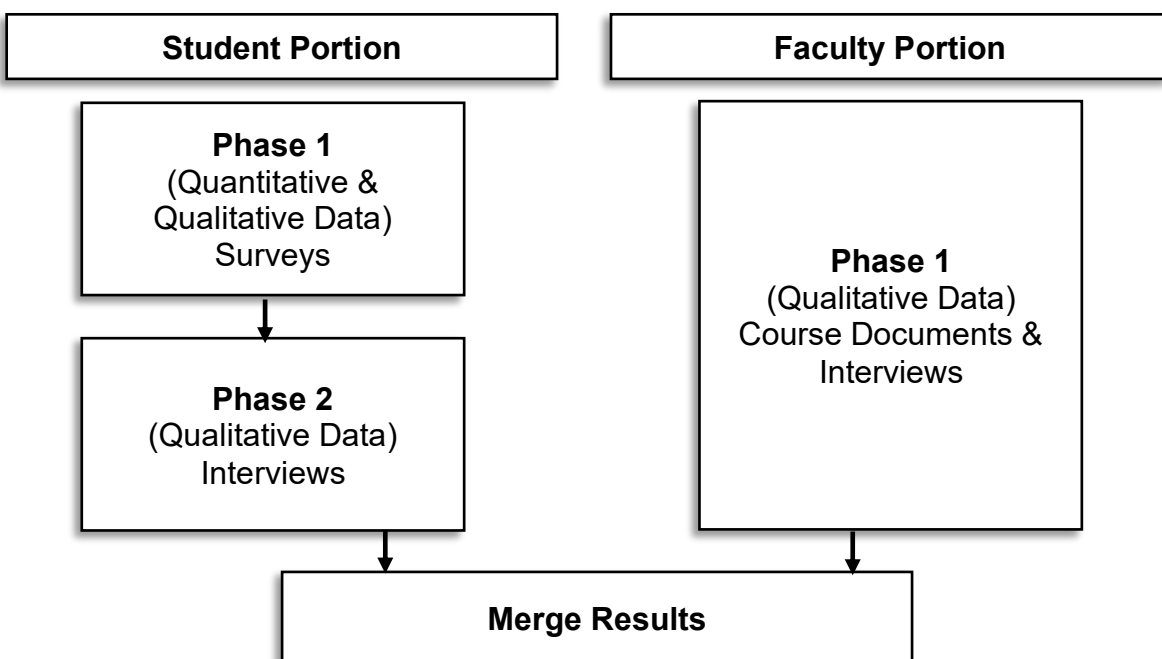 Student Portion
Faculty Portion
Phase 1
(Quantitative &
Qualitative Data)
Surveys
Phase 2
(Qualitative Data)
Interviews
Phase 1
(Qualitative Data)
Course Documents &
Interviews
Merge Results